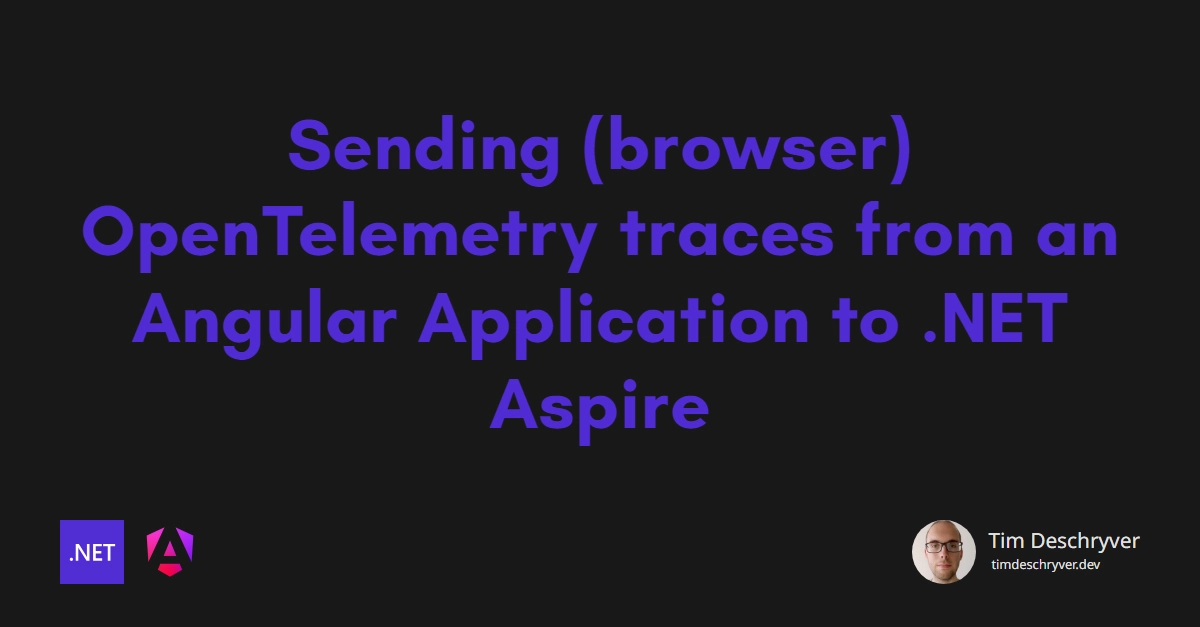 Sending (browser)
OpenTelemetry traces from an
Angular Application to .NET
Aspire
.NET
Tim Deschryver
timdeschryver.dev